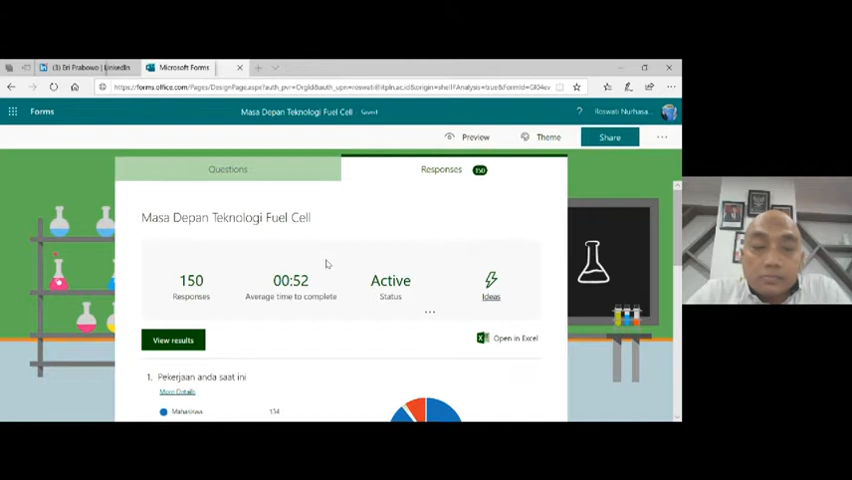 (3) Eri Prabowo | LinkedIn
Microsoft Forms
Forms
Masa Depan Teknologi Fuel Cell - Saved
?
Roswati Nurhasa...
Preview
Theme
Share
Questions
Responses 150
Masa Depan Teknologi Fuel Cell
150
Responses
00:52
Average time to complete
Active
Status
Ideas
View results
Open in Excel
1. Pekerjaan anda saat ini
More Details
Mahasiswa